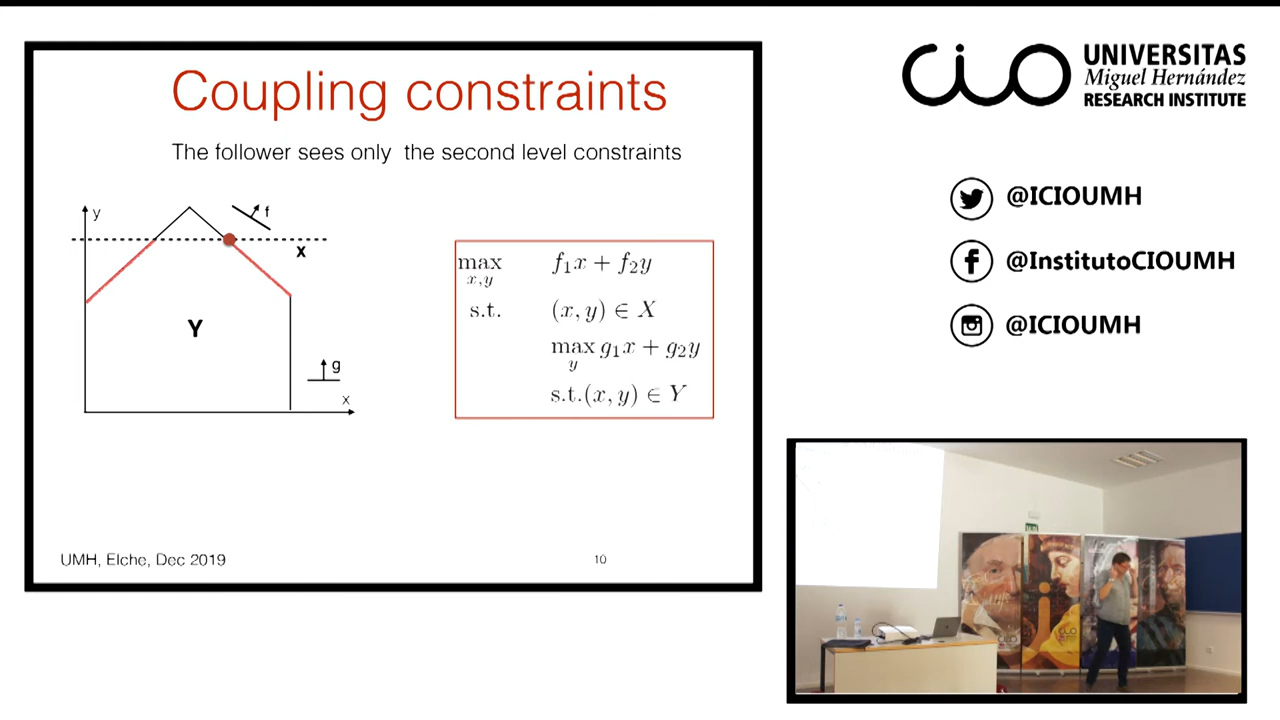 Coupling constraints
The follower sees only the second level constraints
y
f
X
Y
g
x
max x,y f₁x + f₂y
s.t. (x, y) ∈ X
max y g₁x + g₂y
s.t.(x, y) ∈ Y
UMH, Elche, Dec 2019
10
cio
UNIVERSITAS
Miguel Hernández
RESEARCH INSTITUTE
@ICIOUMH
@InstitutoCIOUMH
@ICIOUMH